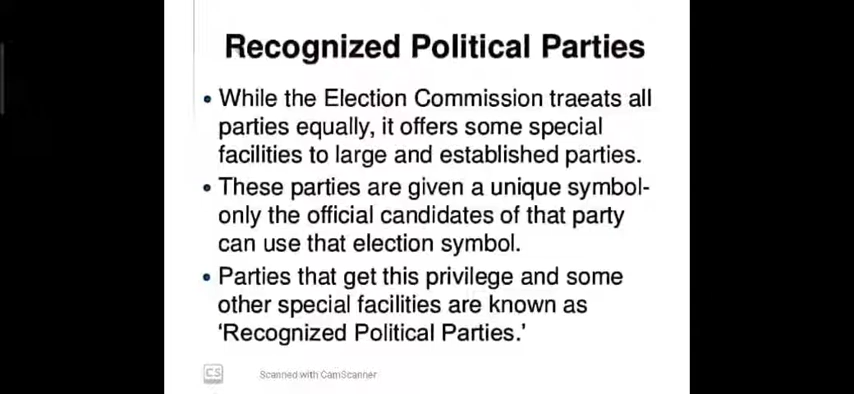 Recognized Political Parties
• While the Election Commission traeats all
parties equally, it offers some special
facilities to large and established parties.
• These parties are given a unique symbol-
only the official candidates of that party
can use that election symbol.
• Parties that get this privilege and some
other special facilities are known as
‘Recognized Political Parties.’
CS Scanned with CamScanner